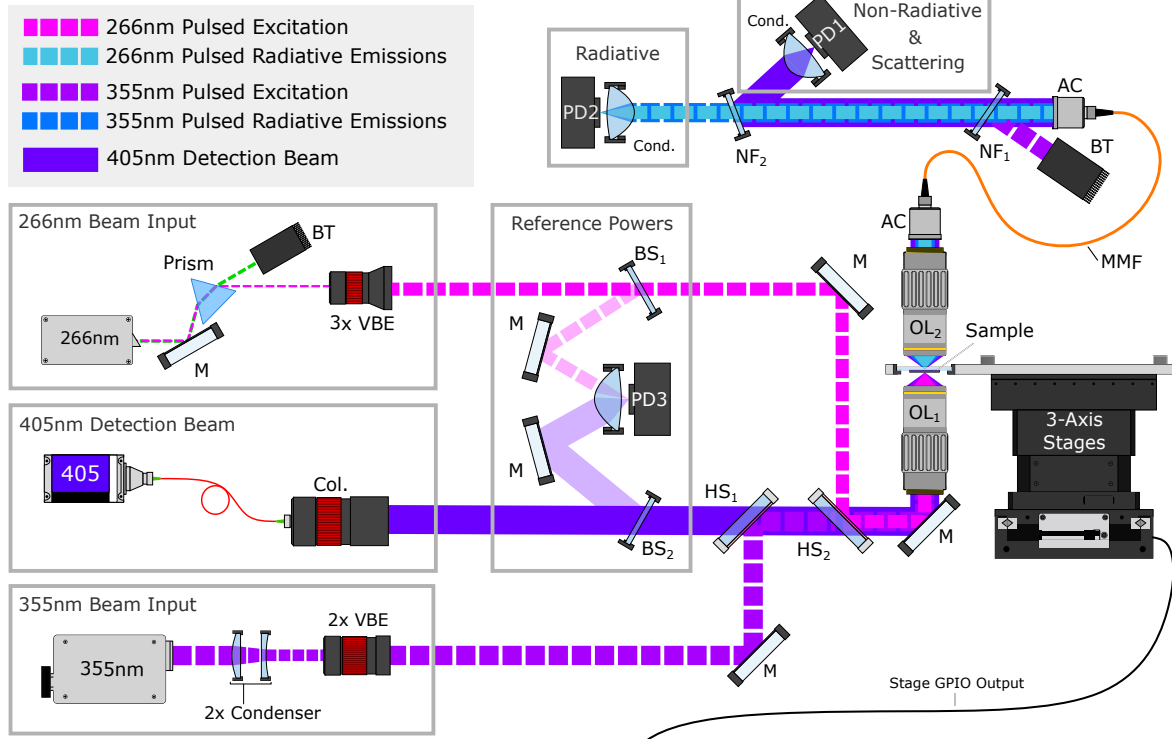 266nm Pulsed Excitation
266nm Pulsed Radiative Emissions
355nm Pulsed Excitation
355nm Pulsed Radiative Emissions
405nm Detection Beam
Radiative
PD2
Cond.
Cond.
PD1
Non-Radiative
&
Scattering
NF2
NF1
AC
BT
266nm Beam Input
Prism
BT
266nm
M
3x VBE
Reference Powers
BS1
M
PD3
M
BS2
M
AC
MMF
OL2
Sample
OL1
3-Axis
Stages
405nm Detection Beam
405
Col.
HS1
HS2
M
355nm Beam Input
355nm
2x Condenser
2x VBE
M
Stage GPIO Output